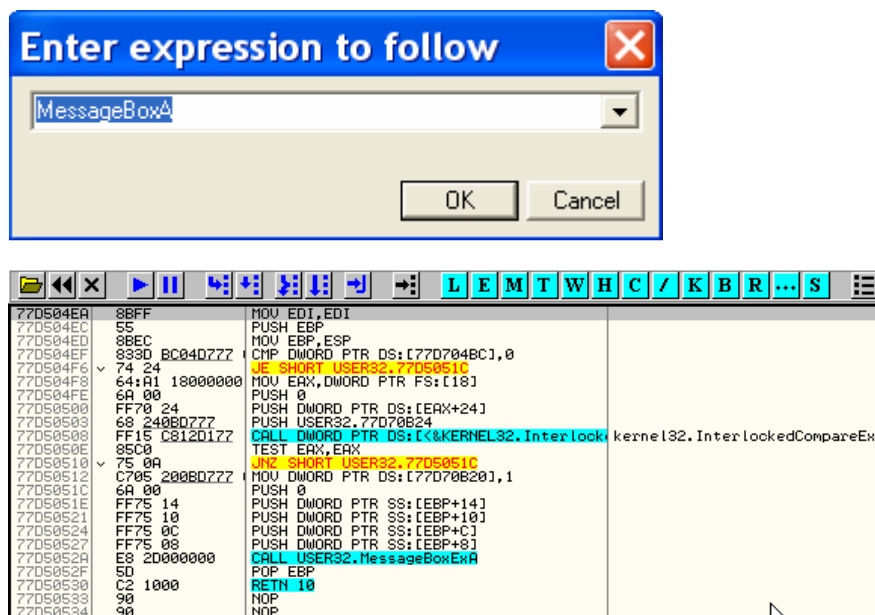 Enter expression to follow
MessageBoxA
OK Cancel
L E M T W H C / K B R ... S
77D504EA 8BFF MOV EDI,EDI
77D504EC 55 PUSH EBP
77D504ED 8BEC MOV EBP,ESP
77D504EF 833D BC04D777 CMP DWORD PTR DS:[77D704BC],0
77D504F6 74 24 JE SHORT USER32.77D5051C
77D504F8 64:A1 18000000 MOV EAX,DWORD PTR FS:[18]
77D504FE 6A 00 PUSH 0
77D50500 FF70 24 PUSH DWORD PTR DS:[EAX+24]
77D50503 68 240BD777 PUSH USER32.77D70B24
77D50508 FF15 C812D177 CALL DWORD PTR DS:[<&KERNEL32.Interlock kernel32.InterlockedCompareEx
77D5050E 85C0 TEST EAX,EAX
77D50510 75 0A JNZ SHORT USER32.77D5051C
77D50512 C705 200BD777 MOV DWORD PTR DS:[77D70B20],1
77D5051C 6A 00 PUSH 0
77D5051E FF75 14 PUSH DWORD PTR SS:[EBP+14]
77D50521 FF75 10 PUSH DWORD PTR SS:[EBP+10]
77D50524 FF75 0C PUSH DWORD PTR SS:[EBP+C]
77D50527 FF75 08 PUSH DWORD PTR SS:[EBP+8]
77D5052A E8 2D000000 CALL USER32.MessageBoxExA
77D5052F 5D POP EBP
77D50530 C2 1000 RETN 10
77D50533 90 NOP
77D50534 90 NOP